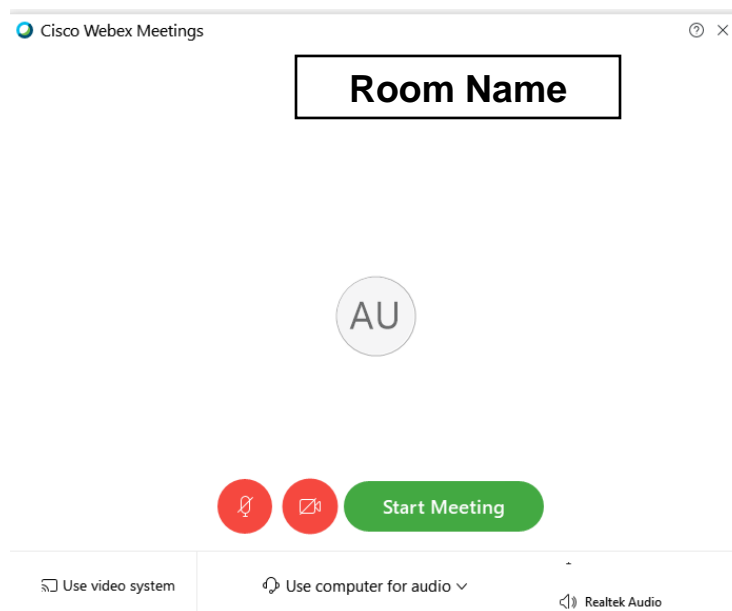 Cisco Webex Meetings
Room Name
AU
Start Meeting
Use video system
Use computer for audio
Realtek Audio